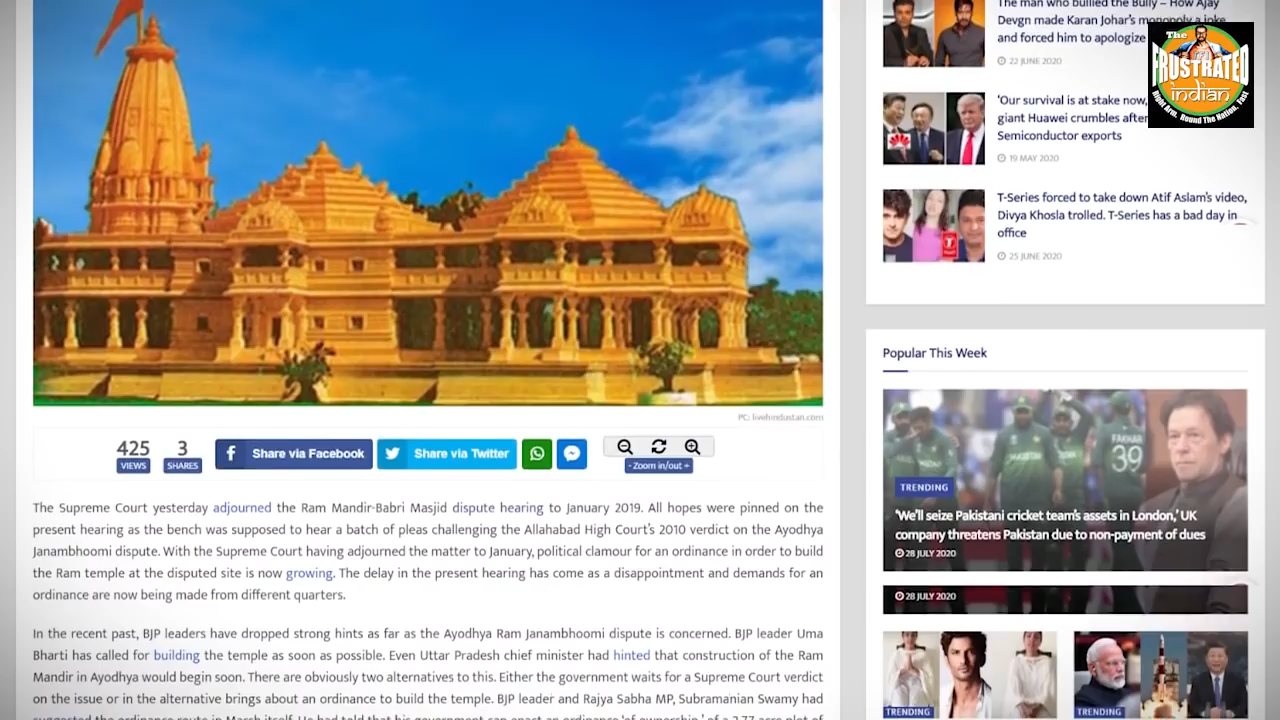 PC: livehindustan.com
425
VIEWS
3
SHARES
Share via Facebook
Share via Twitter
- Zoom in/out +
The Supreme Court yesterday adjourned the Ram Mandir-Babri Masjid dispute hearing to January 2019. All hopes were pinned on the
present hearing as the bench was supposed to hear a batch of pleas challenging the Allahabad High Court's 2010 verdict on the Ayodhya
Janambhoomi dispute. With the Supreme Court having adjourned the matter to January, political clamour for an ordinance in order to build
the Ram temple at the disputed site is now growing. The delay in the present hearing has come as a disappointment and demands for an
ordinance are now being made from different quarters.
In the recent past, BJP leaders have dropped strong hints as far as the Ayodhya Ram Janambhoomi dispute is concerned. BJP leader Uma
Bharti has called for building the temple as soon as possible. Even Uttar Pradesh chief minister had hinted that construction of the Ram
Mandir in Ayodhya would begin soon. There are obviously two alternatives to this. Either the government waits for a Supreme Court verdict
on the issue or in the alternative brings about an ordinance to build the temple. BJP leader and Rajya Sabha MP, Subramanian Swamy had
The man who bullied the Bully – How Ajay
Devgn made Karan Johar's monopoly a joke
and forced him to apologize
22 JUNE 2020
'Our survival is at stake now,
giant Huawei crumbles after
Semiconductor exports
19 MAY 2020
T-Series forced to take down Atif Aslam's video,
Divya Khosla trolled. T-Series has a bad day in
office
25 JUNE 2020
The
FRUSTRATED
indian
Right Arm. Round The Nation. Fast
Popular This Week
FAKHAR
39
TRENDING
'We'll seize Pakistani cricket team's assets in London,' UK
company threatens Pakistan due to non-payment of dues
28 JULY 2020
28 JULY 2020
TRENDING
TRENDING